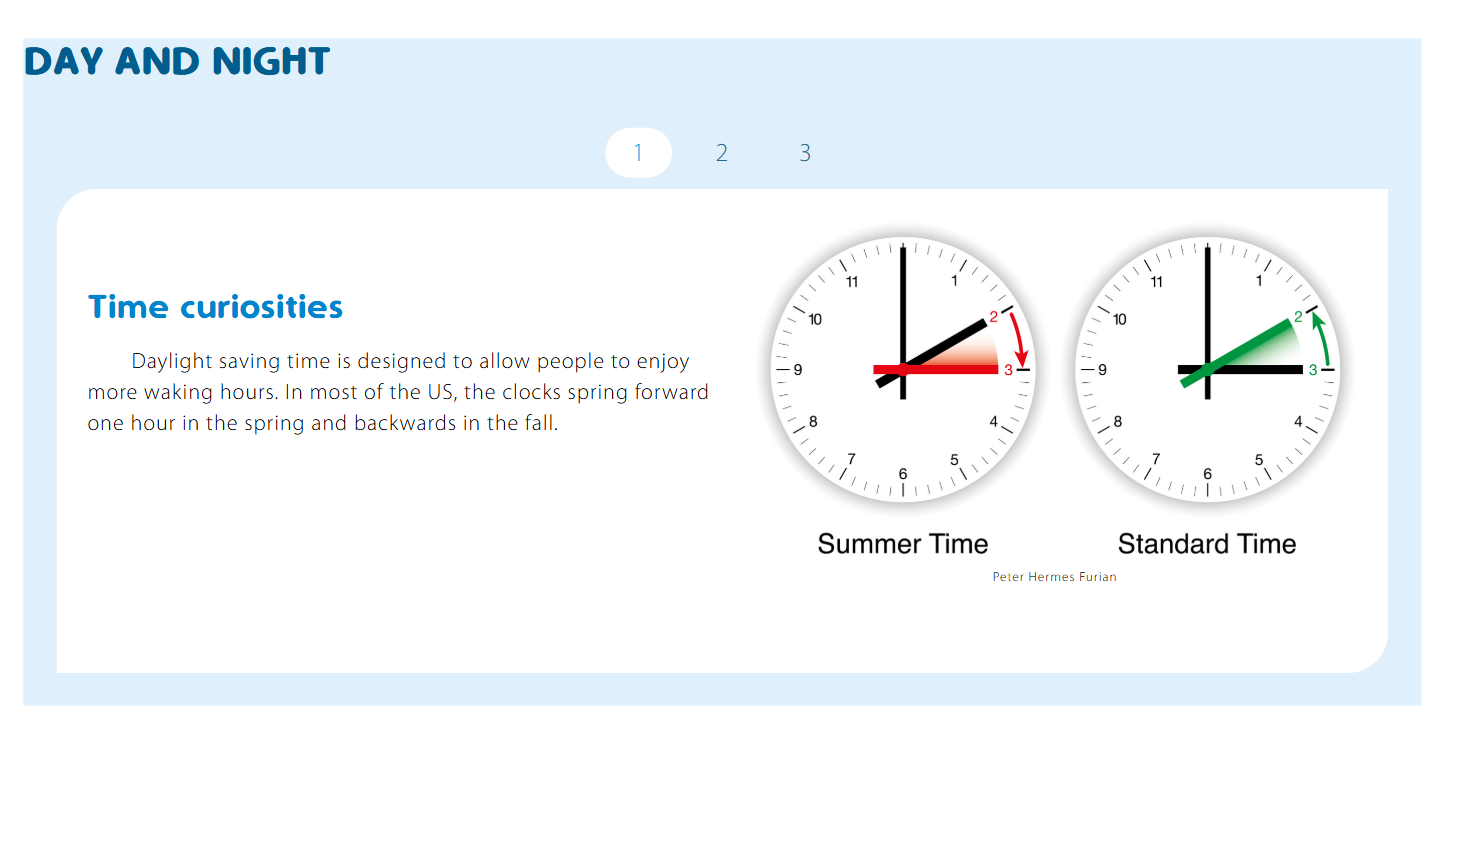 DAY AND NIGHT
1 2 3
Time curiosities
Daylight saving time is designed to allow people to enjoy
more waking hours. In most of the US, the clocks spring forward
one hour in the spring and backwards in the fall.
11 1
10 2
9 3
8 4
7 5
6
Summer Time
11 1
10 2
9 3
8 4
7 5
6
Standard Time
Peter Hermes Furian